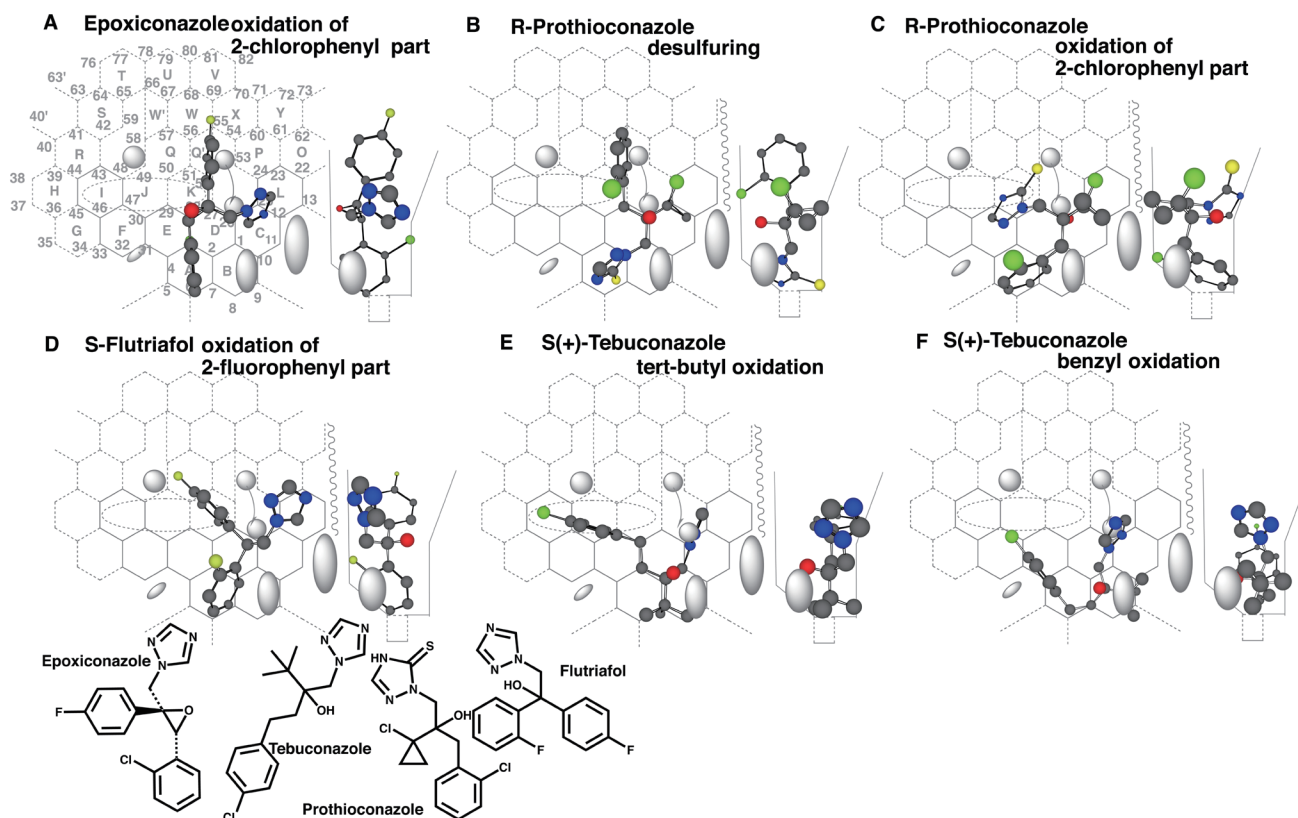 A Epoxiconazole oxidation of
2-chlorophenyl part
B R-Prothioconazole
desulfuring
C R-Prothioconazole
oxidation of
2-chlorophenyl part
78 80
76 77 79 81 82
T U V
63' 66
63 64 65 67 68 69 70 71 72 73
40' S W' W X Y
42 59 55
41 58 57 56 54 60 61 62
40 R Q Q P O
44 43 48 49 50 51 53 24 23 22
38 39
H I J K L 13
37 36 47
45 46 30 29 12
G F E D C
35 34 32 31 2 1 11
33 10
4 A B
5 7 9
8
D S-Flutriafol oxidation of
2-fluorophenyl part
E S(+)-Tebuconazole
tert-butyl oxidation
F S(+)-Tebuconazole
benzyl oxidation
Epoxiconazole
N N
N
F
O
Cl
N N
N
OH
Tebuconazole
Cl
HN S
N N
OH
Cl
Cl
Prothioconazole
N
N N
HO
F
F
Flutriafol